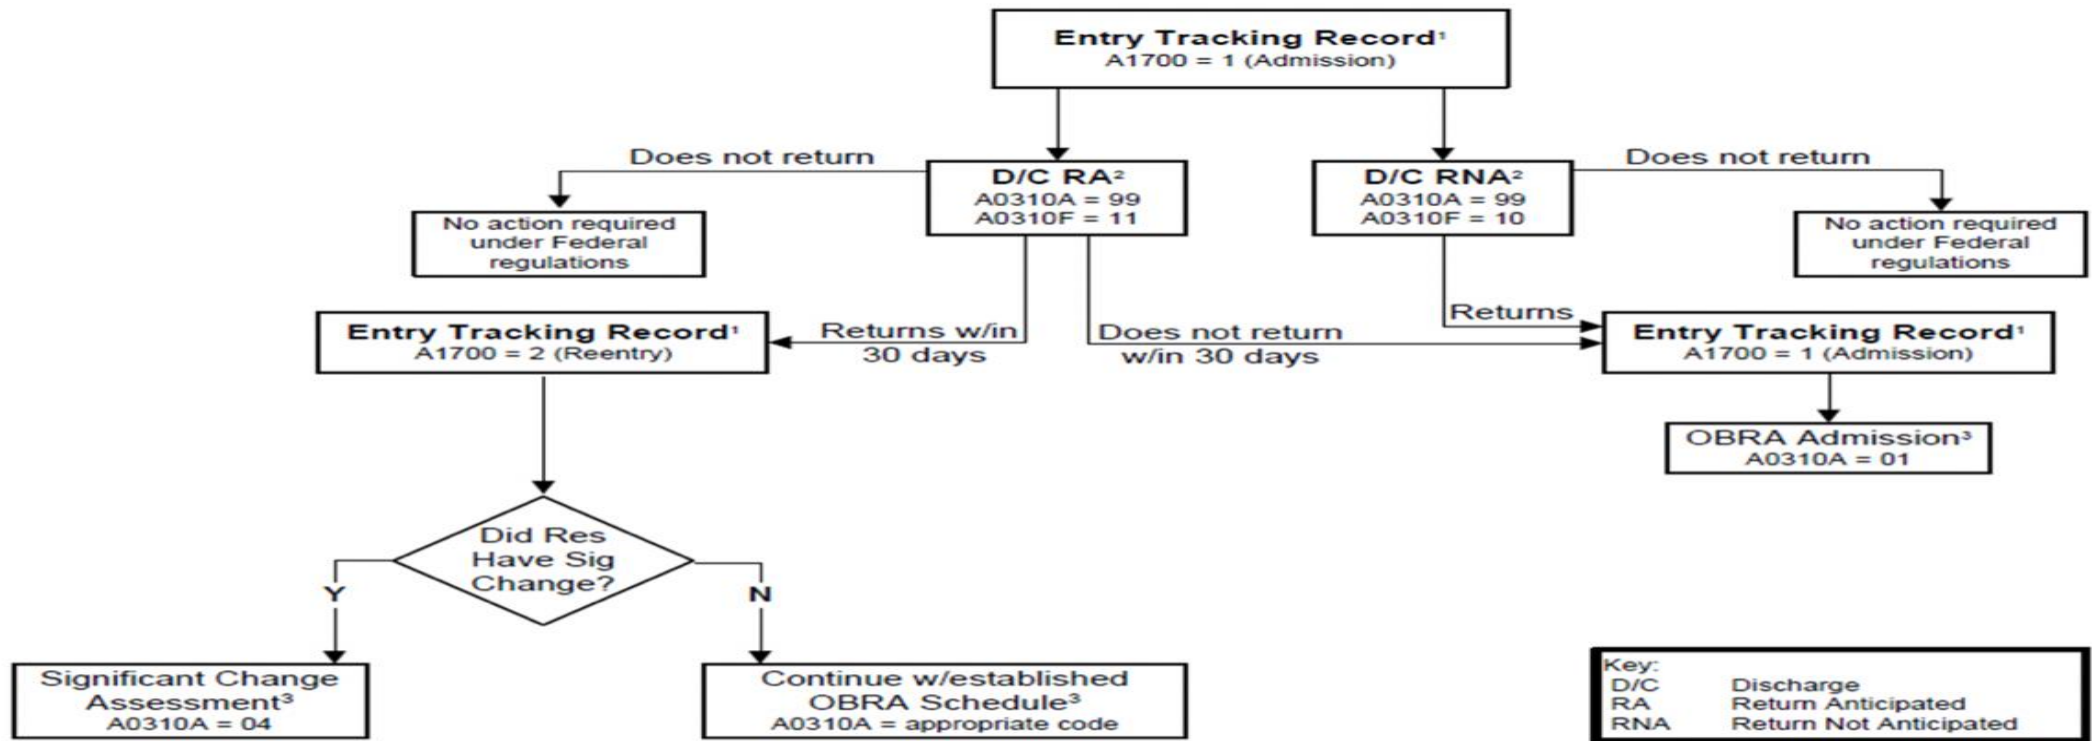 Entry Tracking Record¹
A1700 = 1 (Admission)
Does not return
D/C RA²
A0310A = 99
A0310F = 11
D/C RNA²
A0310A = 99
A0310F = 10
Does not return
No action required
under Federal
regulations
No action required
under Federal
regulations
Entry Tracking Record¹
A1700 = 2 (Reentry)
Returns w/in
30 days
Does not return
w/in 30 days
Returns
Entry Tracking Record¹
A1700 = 1 (Admission)
OBRA Admission³
A0310A = 01
Did Res
Have Sig
Change?
Y
N
Significant Change
Assessment³
A0310A = 04
Continue w/established
OBRA Schedule³
A0310A = appropriate code
Key:
D/C Discharge
RA Return Anticipated
RNA Return Not Anticipated